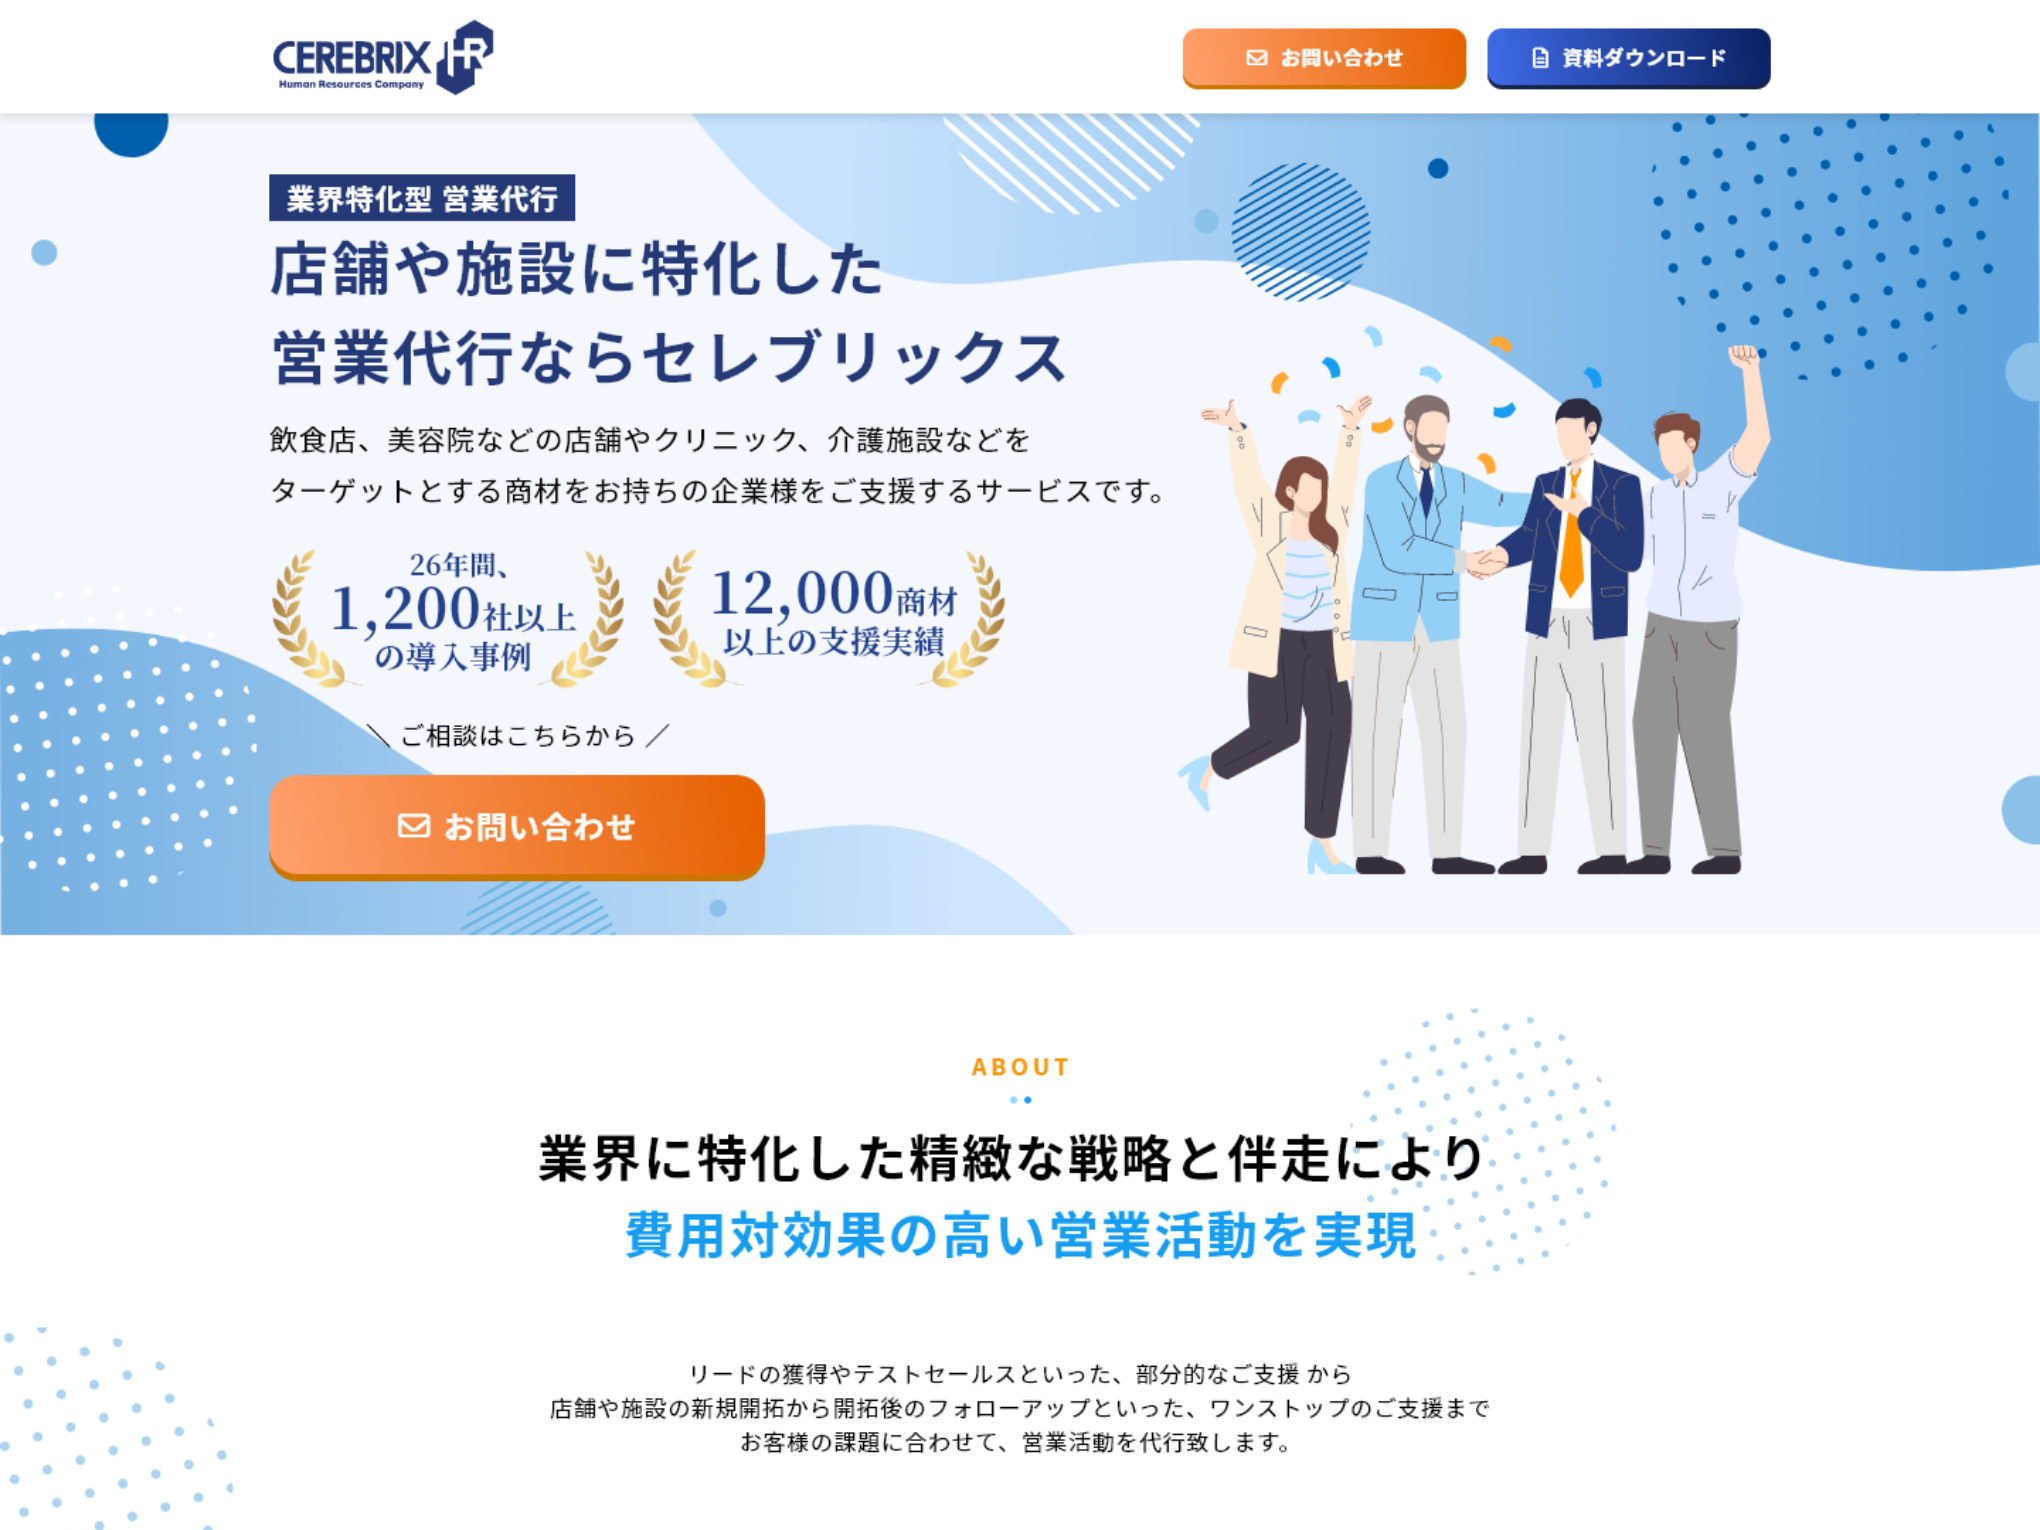 CEREBRIX HR
Human Resources Company
お問い合わせ
資料ダウンロード
業界特化型 営業代行
店舗や施設に特化した
営業代行ならセレブリックス
飲食店、美容院などの店舗やクリニック、介護施設などを
ターゲットとする商材をお持ちの企業様をご支援するサービスです。
26年間、
1,200社以上
の導入事例
12,000商材
以上の支援実績
＼ ご相談はこちらから ／
お問い合わせ
ABOUT
業界に特化した精緻な戦略と伴走により
費用対効果の高い営業活動を実現
リードの獲得やテストセールスといった、部分的なご支援 から
店舗や施設の新規開拓から開拓後のフォローアップといった、ワンストップのご支援まで
お客様の課題に合わせて、営業活動を代行致します。